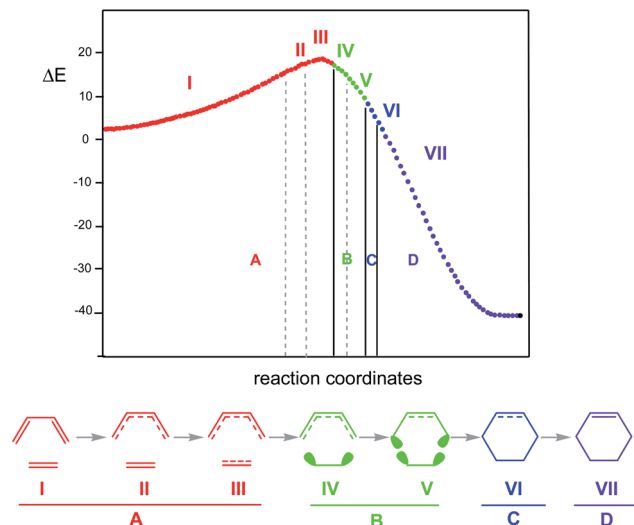 III
20
II
IV
ΔE
I
V
10
VI
0
VII
-10
-20
A
B
C
D
-30
-40
reaction coordinates
I
II
III
IV
V
VI
VII
A
B
C
D